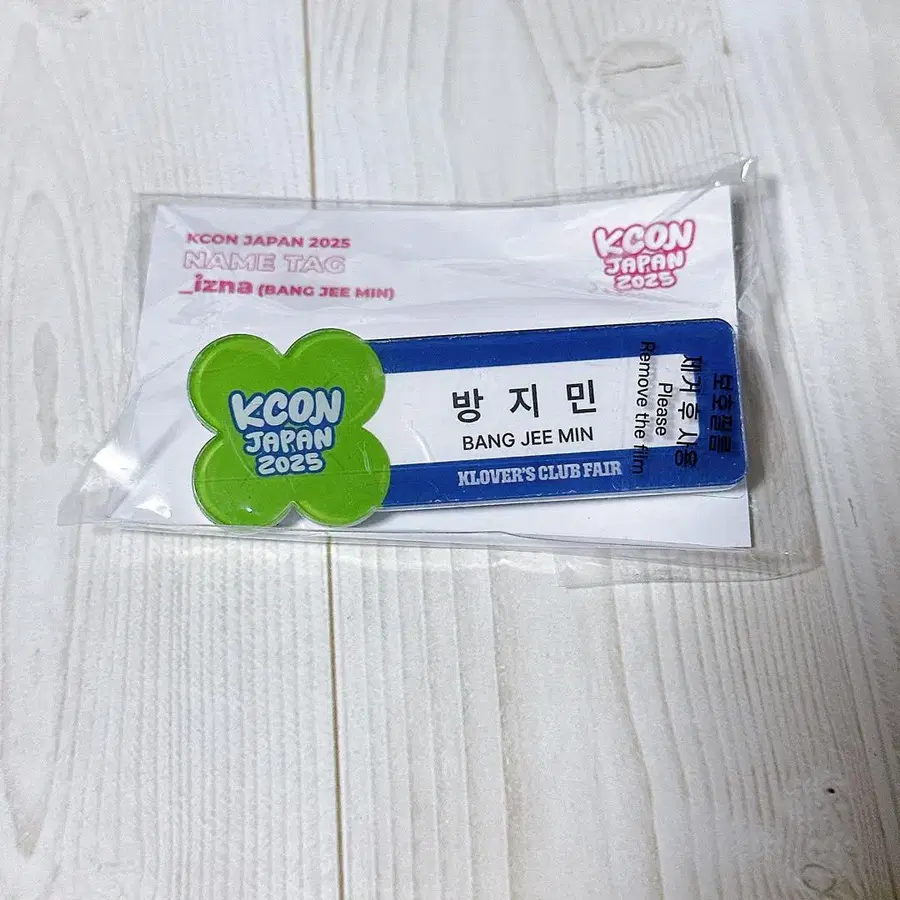 KCON JAPAN 2025
NAME TAG
_izna (BANG JEE MIN)
KCON
JAPAN
2025
KCON
JAPAN
2025
방지민
BANG JEE MIN
KLOVER'S CLUB FAIR
보호필름
제거 후 사용
Please
Remove the film